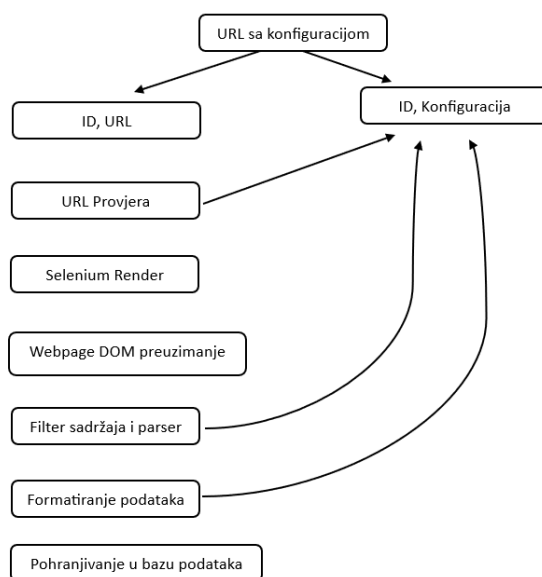 URL sa konfiguracijom
ID, URL
ID, Konfiguracija
URL Provjera
Selenium Render
Webpage DOM preuzimanje
Filter sadržaja i parser
Formatiranje podataka
Pohranjivanje u bazu podataka